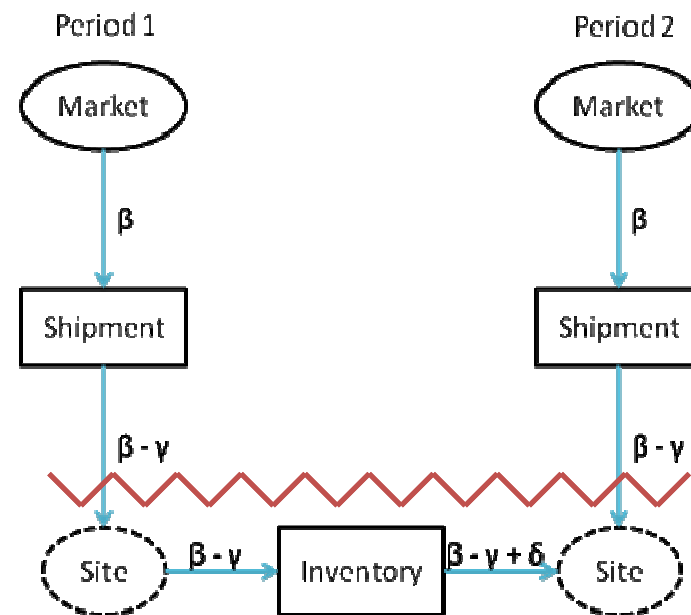 Period 1 Period 2
Market Market
β β
Shipment Shipment
β - γ β - γ
β - γ β - γ + δ
Site Inventory Site